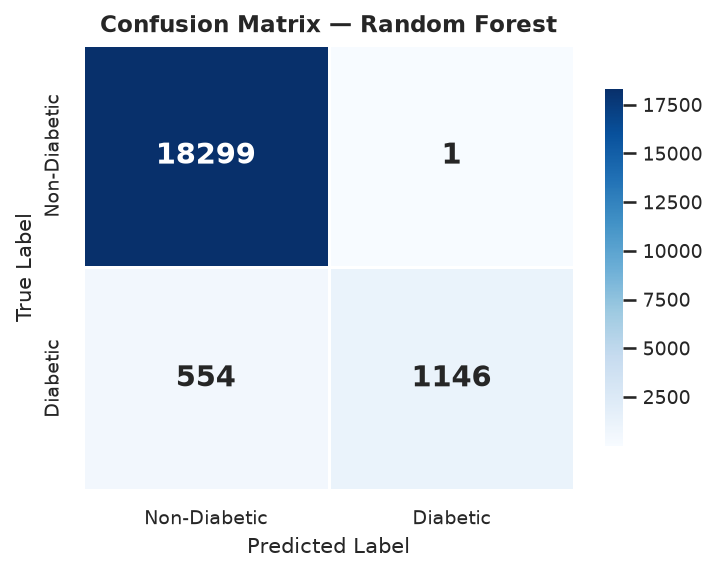 Confusion Matrix — Random Forest
True Label
Non-Diabetic
Diabetic
18299
1
554
1146
Non-Diabetic
Diabetic
Predicted Label
17500
15000
12500
10000
7500
5000
2500